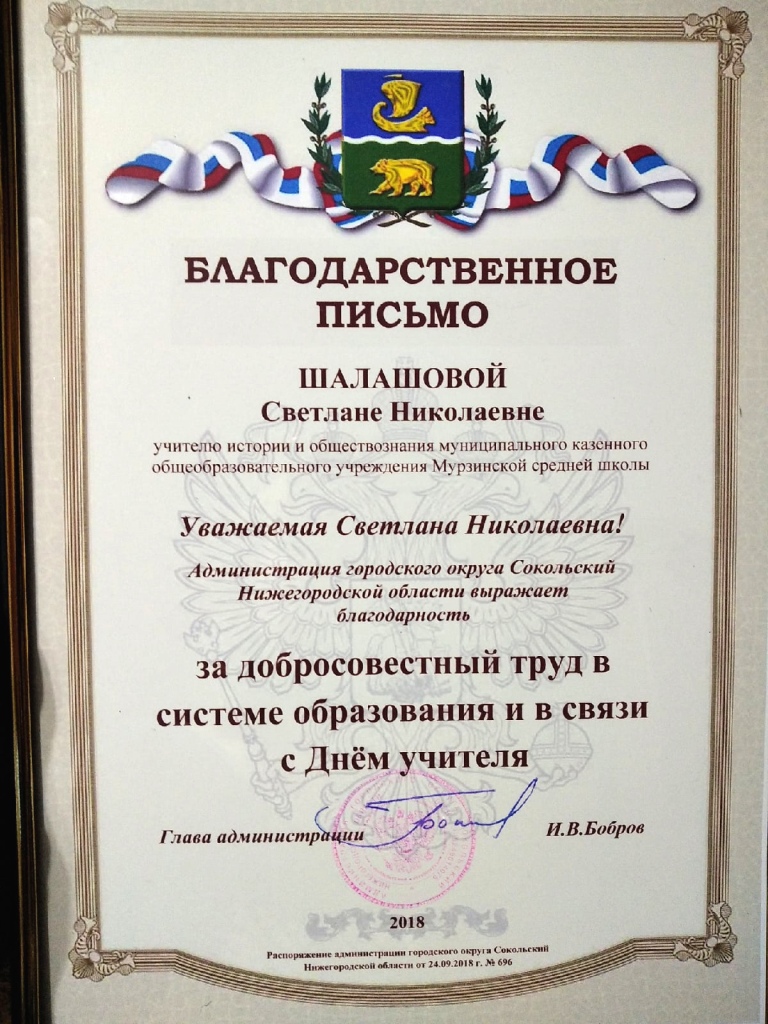 БЛАГОДАРСТВЕННОЕ
ПИСЬМО
ШАЛАШОВОЙ
Светлане Николаевне
учителю истории и обществознания муниципального казенного
общеобразовательного учреждения Мурзинской средней школы
Уважаемая Светлана Николаевна!
Администрация городского округа Сокольский
Нижегородской области выражает
благодарность
за добросовестный труд в
системе образования и в связи
с Днём учителя
Глава администрации И.В.Бобров
2018
Распоряжение администрации городского округа Сокольский
Нижегородской области от 24.09.2018 г. № 696